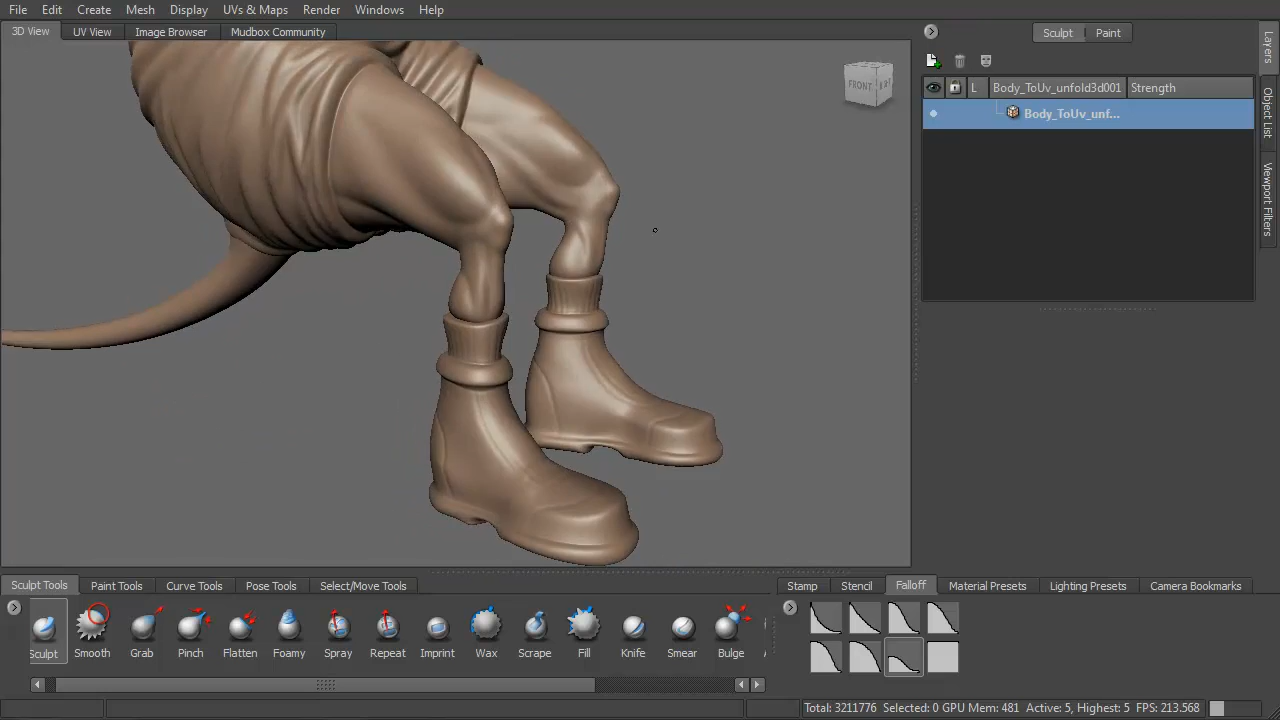 File Edit Create Mesh Display UVs & Maps Render Windows Help
3D View UV View Image Browser Mudbox Community
Sculpt Paint
Layers
Object List
Viewport Filters
L Body_ToUv_unfold3d001 Strength
Body_ToUv_unf...
FRONT
Sculpt Tools Paint Tools Curve Tools Pose Tools Select/Move Tools
Stamp Stencil Falloff Material Presets Lighting Presets Camera Bookmarks
Sculpt Smooth Grab Pinch Flatten Foamy Spray Repeat Imprint Wax Scrape Fill Knife Smear Bulge
Total: 3211776 Selected: 0 GPU Mem: 481 Active: 5, Highest: 5 FPS: 213.568